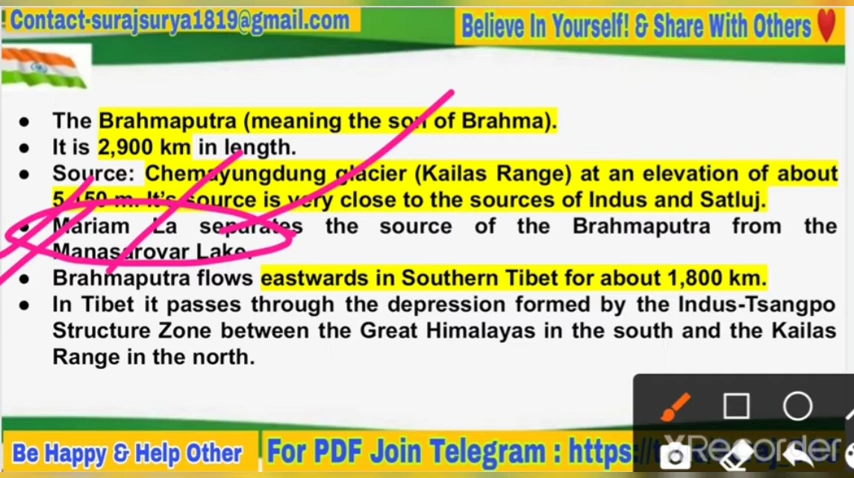 ! Contact-surajsurya1819@gmail.com
Believe In Yourself! & Share With Others
• The Brahmaputra (meaning the son of Brahma).
• It is 2,900 km in length.
• Source: Chemayungdung glacier (Kailas Range) at an elevation of about
5,150 m. It's source is very close to the sources of Indus and Satluj.
• Mariam La separates the source of the Brahmaputra from the
Manasarovar Lake.
• Brahmaputra flows eastwards in Southern Tibet for about 1,800 km.
• In Tibet it passes through the depression formed by the Indus-Tsangpo
Structure Zone between the Great Himalayas in the south and the Kailas
Range in the north.
Be Happy & Help Other
For PDF Join Telegram : https:
XRecorder